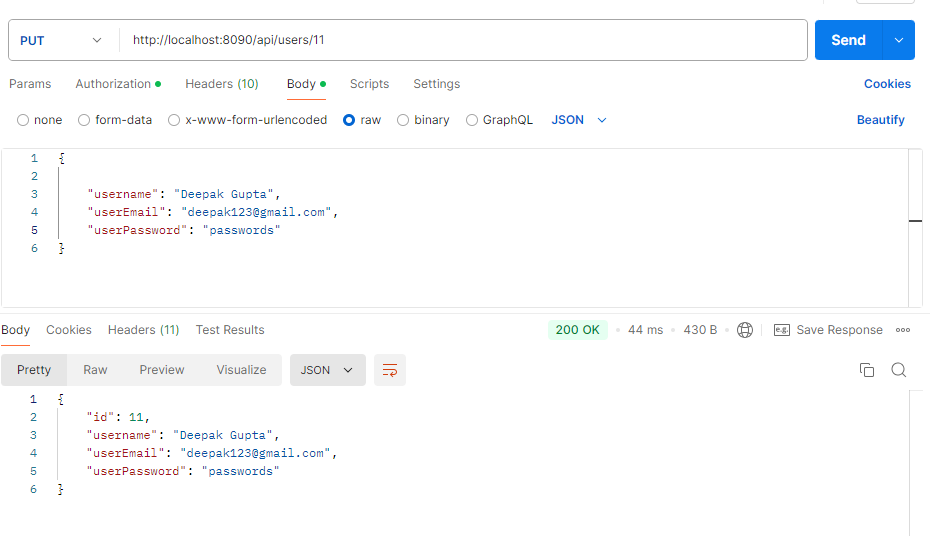 PUT http://localhost:8090/api/users/11 Send
Params Authorization Headers (10) Body Scripts Settings Cookies
none form-data x-www-form-urlencoded raw binary GraphQL JSON Beautify
1 {
2
3 "username": "Deepak Gupta",
4 "userEmail": "deepak123@gmail.com",
5 "userPassword": "passwords"
6 }
Body Cookies Headers (11) Test Results 200 OK • 44 ms • 430 B • e.g. Save Response
Pretty Raw Preview Visualize JSON
1 {
2 "id": 11,
3 "username": "Deepak Gupta",
4 "userEmail": "deepak123@gmail.com",
5 "userPassword": "passwords"
6 }